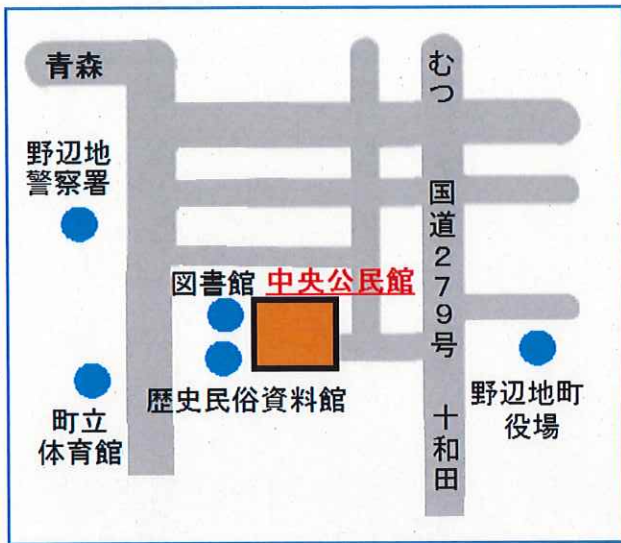 青森
むつ
野辺地
警察署
国道279号
図書館
中央公民館
歴史民俗資料館
町立
体育館
十和田
野辺地町
役場